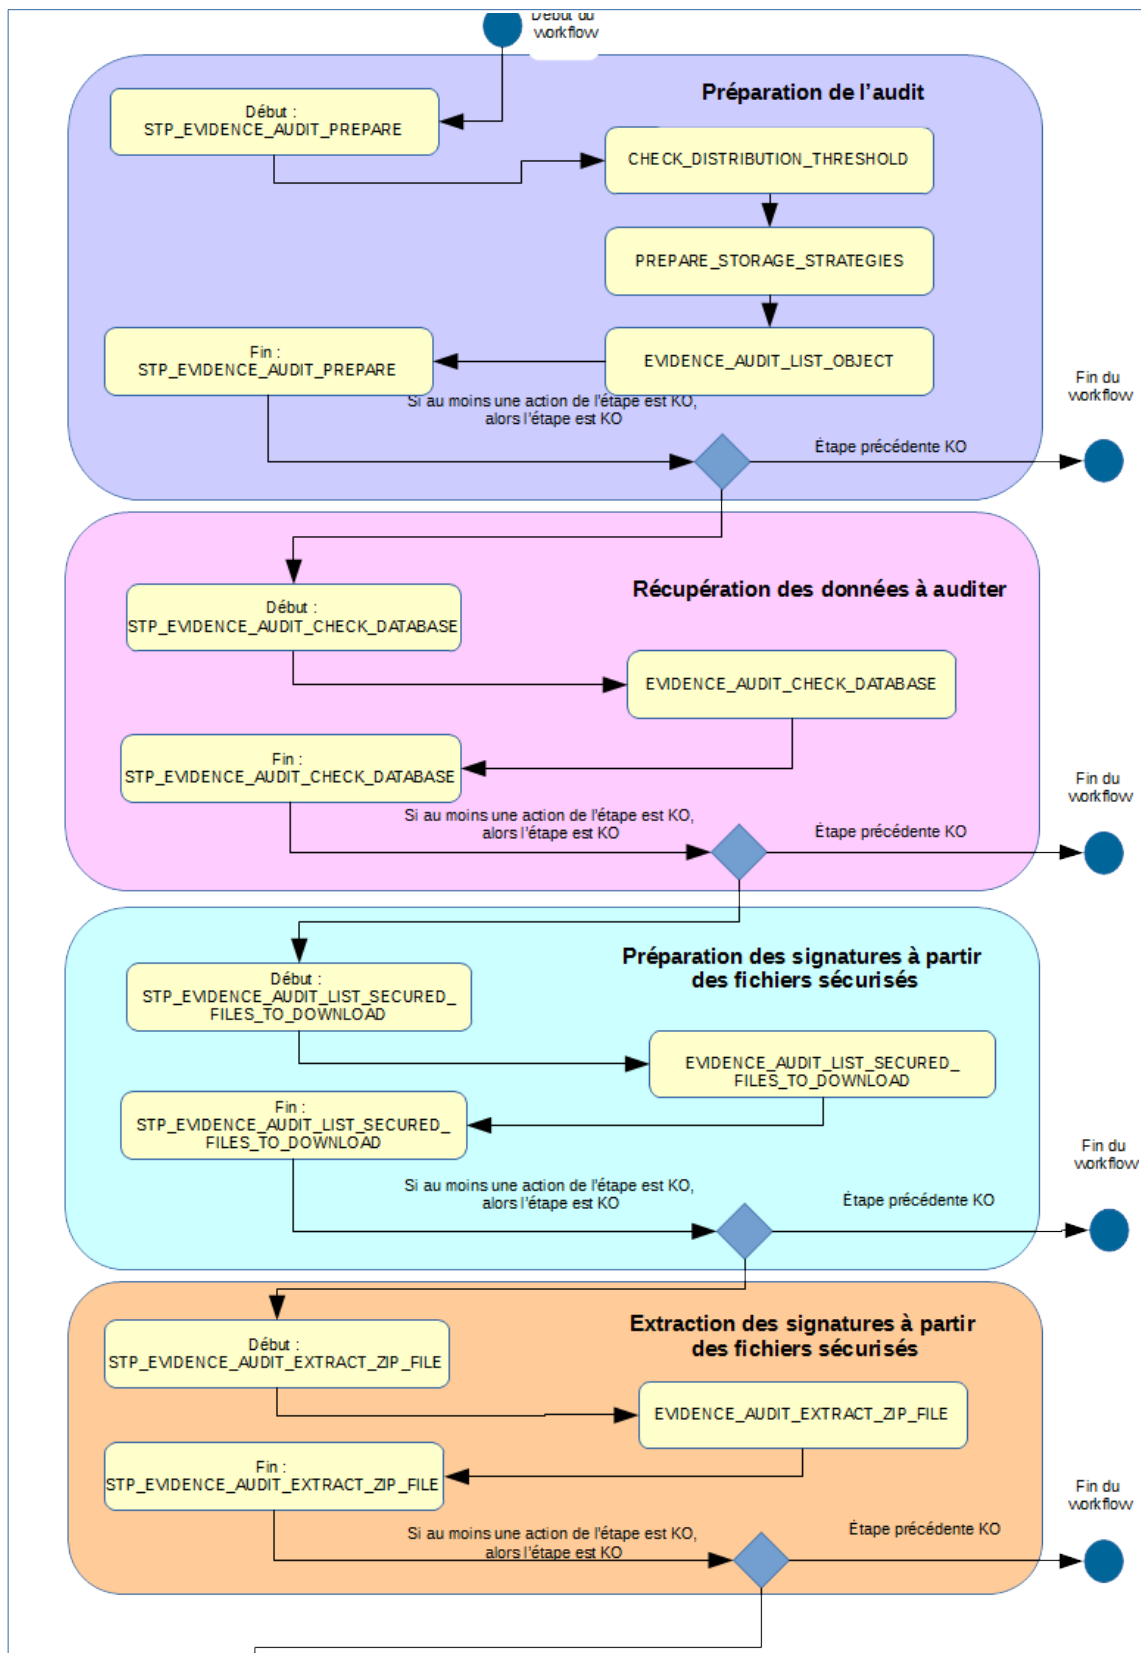 Début du
workflow
Préparation de l'audit
Début :
STP_EVIDENCE_AUDIT_PREPARE
CHECK_DISTRIBUTION_THRESHOLD
PREPARE_STORAGE_STRATEGIES
Fin :
STP_EVIDENCE_AUDIT_PREPARE
EVIDENCE_AUDIT_LIST_OBJECT
Si au moins une action de l'étape est KO,
alors l'étape est KO
Étape précédente KO
Fin du
workflow
Récupération des données à auditer
Début :
STP_EVIDENCE_AUDIT_CHECK_DATABASE
EVIDENCE_AUDIT_CHECK_DATABASE
Fin :
STP_EVIDENCE_AUDIT_CHECK_DATABASE
Si au moins une action de l'étape est KO,
alors l'étape est KO
Étape précédente KO
Fin du
workflow
Préparation des signatures à partir
des fichiers sécurisés
Début :
STP_EVIDENCE_AUDIT_LIST_SECURED_
FILES_TO_DOWNLOAD
EVIDENCE_AUDIT_LIST_SECURED_
FILES_TO_DOWNLOAD
Fin :
STP_EVIDENCE_AUDIT_LIST_SECURED_
FILES_TO_DOWNLOAD
Si au moins une action de l'étape est KO,
alors l'étape est KO
Étape précédente KO
Fin du
workflow
Extraction des signatures à partir
des fichiers sécurisés
Début :
STP_EVIDENCE_AUDIT_EXTRACT_ZIP_FILE
EVIDENCE_AUDIT_EXTRACT_ZIP_FILE
Fin :
STP_EVIDENCE_AUDIT_EXTRACT_ZIP_FILE
Si au moins une action de l'étape est KO,
alors l'étape est KO
Étape précédente KO
Fin du
workflow